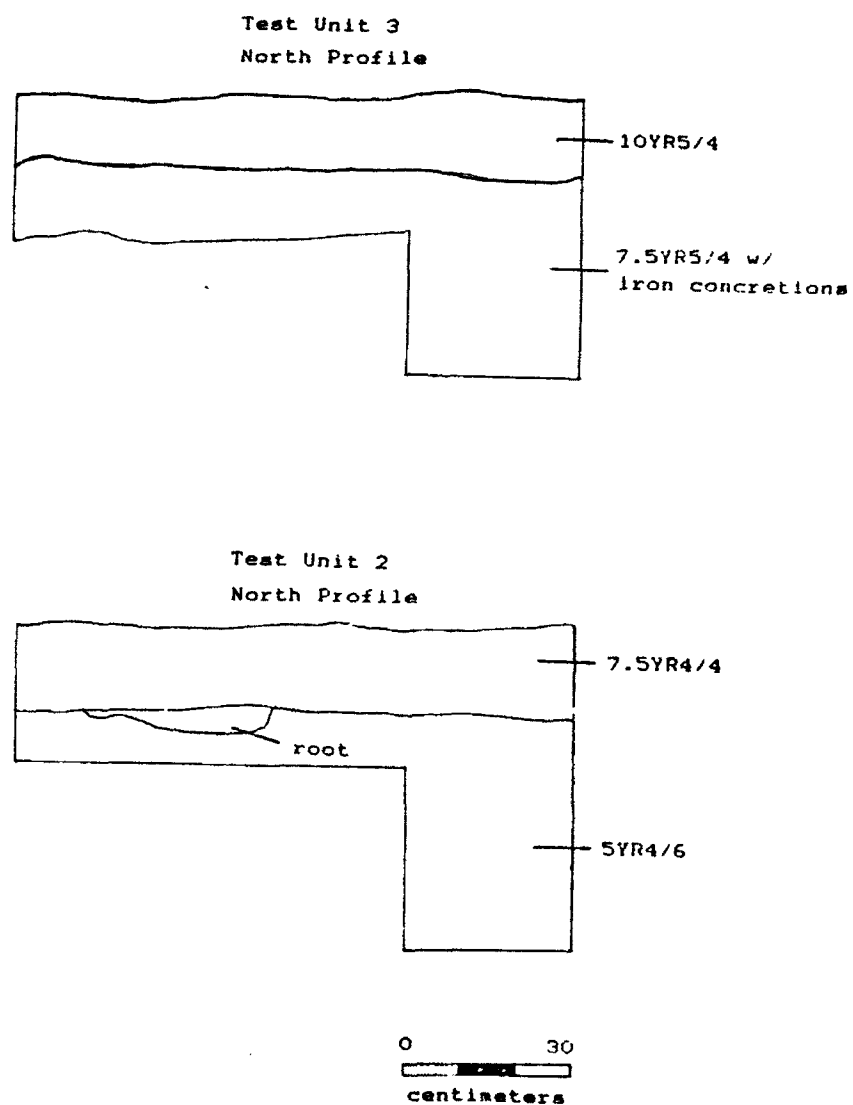 Test Unit 3
North Profile
10YR5/4
7.5YR5/4 w/
iron concretions
Test Unit 2
North Profile
7.5YR4/4
root
5YR4/6
0 30
centimeters